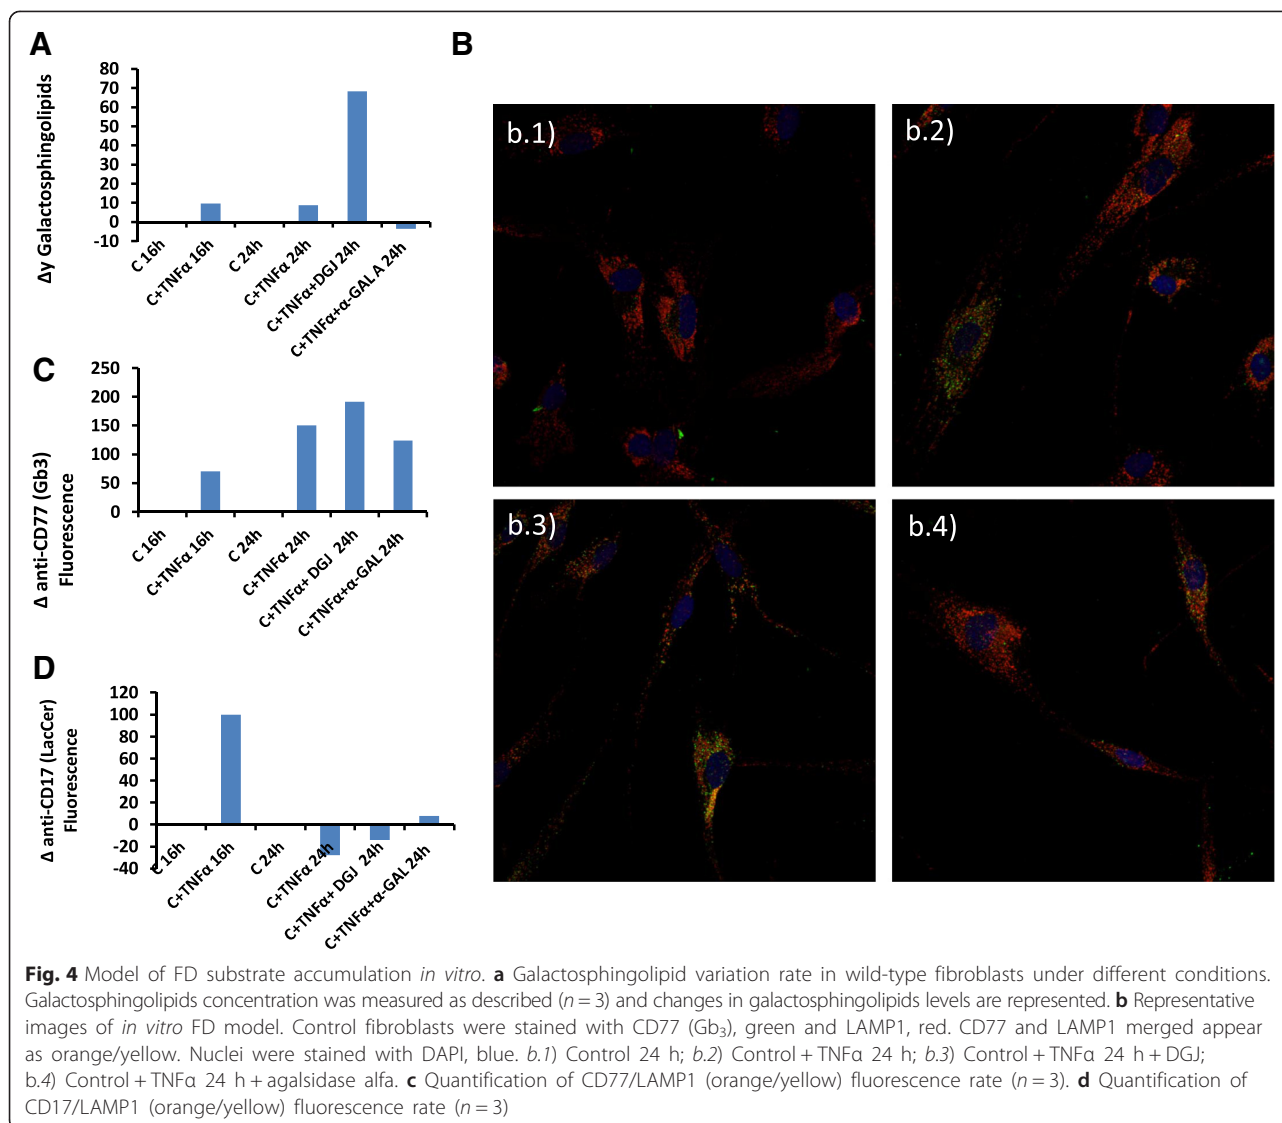 A
Δγ Galactosphingolipids
80
70
60
50
40
30
20
10
0
-10
C 16h
C+TNFα 16h
C 24h
C+TNFα 24h
C+TNFα+DGJ 24h
C+TNFα+α-GAL A 24h
B
b.1)
b.2)
b.3)
b.4)
C
Δ anti-CD77 (Gb3)
Fluorescence
250
200
150
100
50
0
C 16h
C+TNFα 16h
C 24h
C+TNFα 24h
C+TNFα+ DGJ 24h
C+TNFα+α-GAL 24h
D
Δ anti-CD17 (LacCer)
Fluorescence
120
100
80
60
40
20
0
-20
-40
C 16h
C+TNFα 16h
C 24h
C+TNFα 24h
C+TNFα+ DGJ 24h
C+TNFα+α-GAL 24h
Fig. 4 Model of FD substrate accumulation in vitro. a Galactosphingolipid variation rate in wild-type fibroblasts under different conditions.
Galactosphingolipids concentration was measured as described (n = 3) and changes in galactosphingolipids levels are represented. b Representative
images of in vitro FD model. Control fibroblasts were stained with CD77 (Gb₃), green and LAMP1, red. CD77 and LAMP1 merged appear
as orange/yellow. Nuclei were stained with DAPI, blue. b.1) Control 24 h; b.2) Control + TNFα 24 h; b.3) Control + TNFα 24 h + DGJ;
b.4) Control + TNFα 24 h + agalsidase alfa. c Quantification of CD77/LAMP1 (orange/yellow) fluorescence rate (n = 3). d Quantification of
CD17/LAMP1 (orange/yellow) fluorescence rate (n = 3)